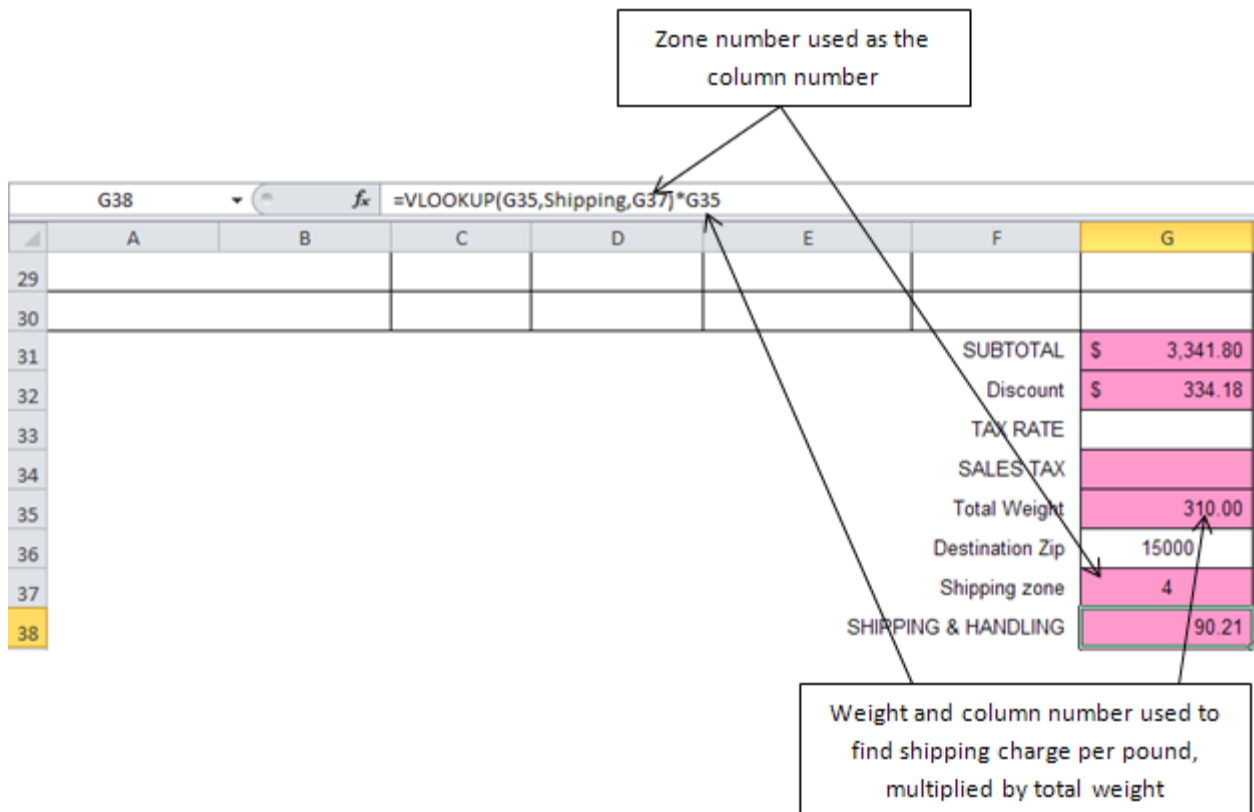 Zone number used as the
column number
G38 fx =VLOOKUP(G35,Shipping,G37)*G35
A B C D E F G
29
30
31 SUBTOTAL $ 3,341.80
32 Discount $ 334.18
33 TAX RATE
34 SALES TAX
35 Total Weight 310.00
36 Destination Zip 15000
37 Shipping zone 4
38 SHIPPING & HANDLING 90.21
Weight and column number used to
find shipping charge per pound,
multiplied by total weight